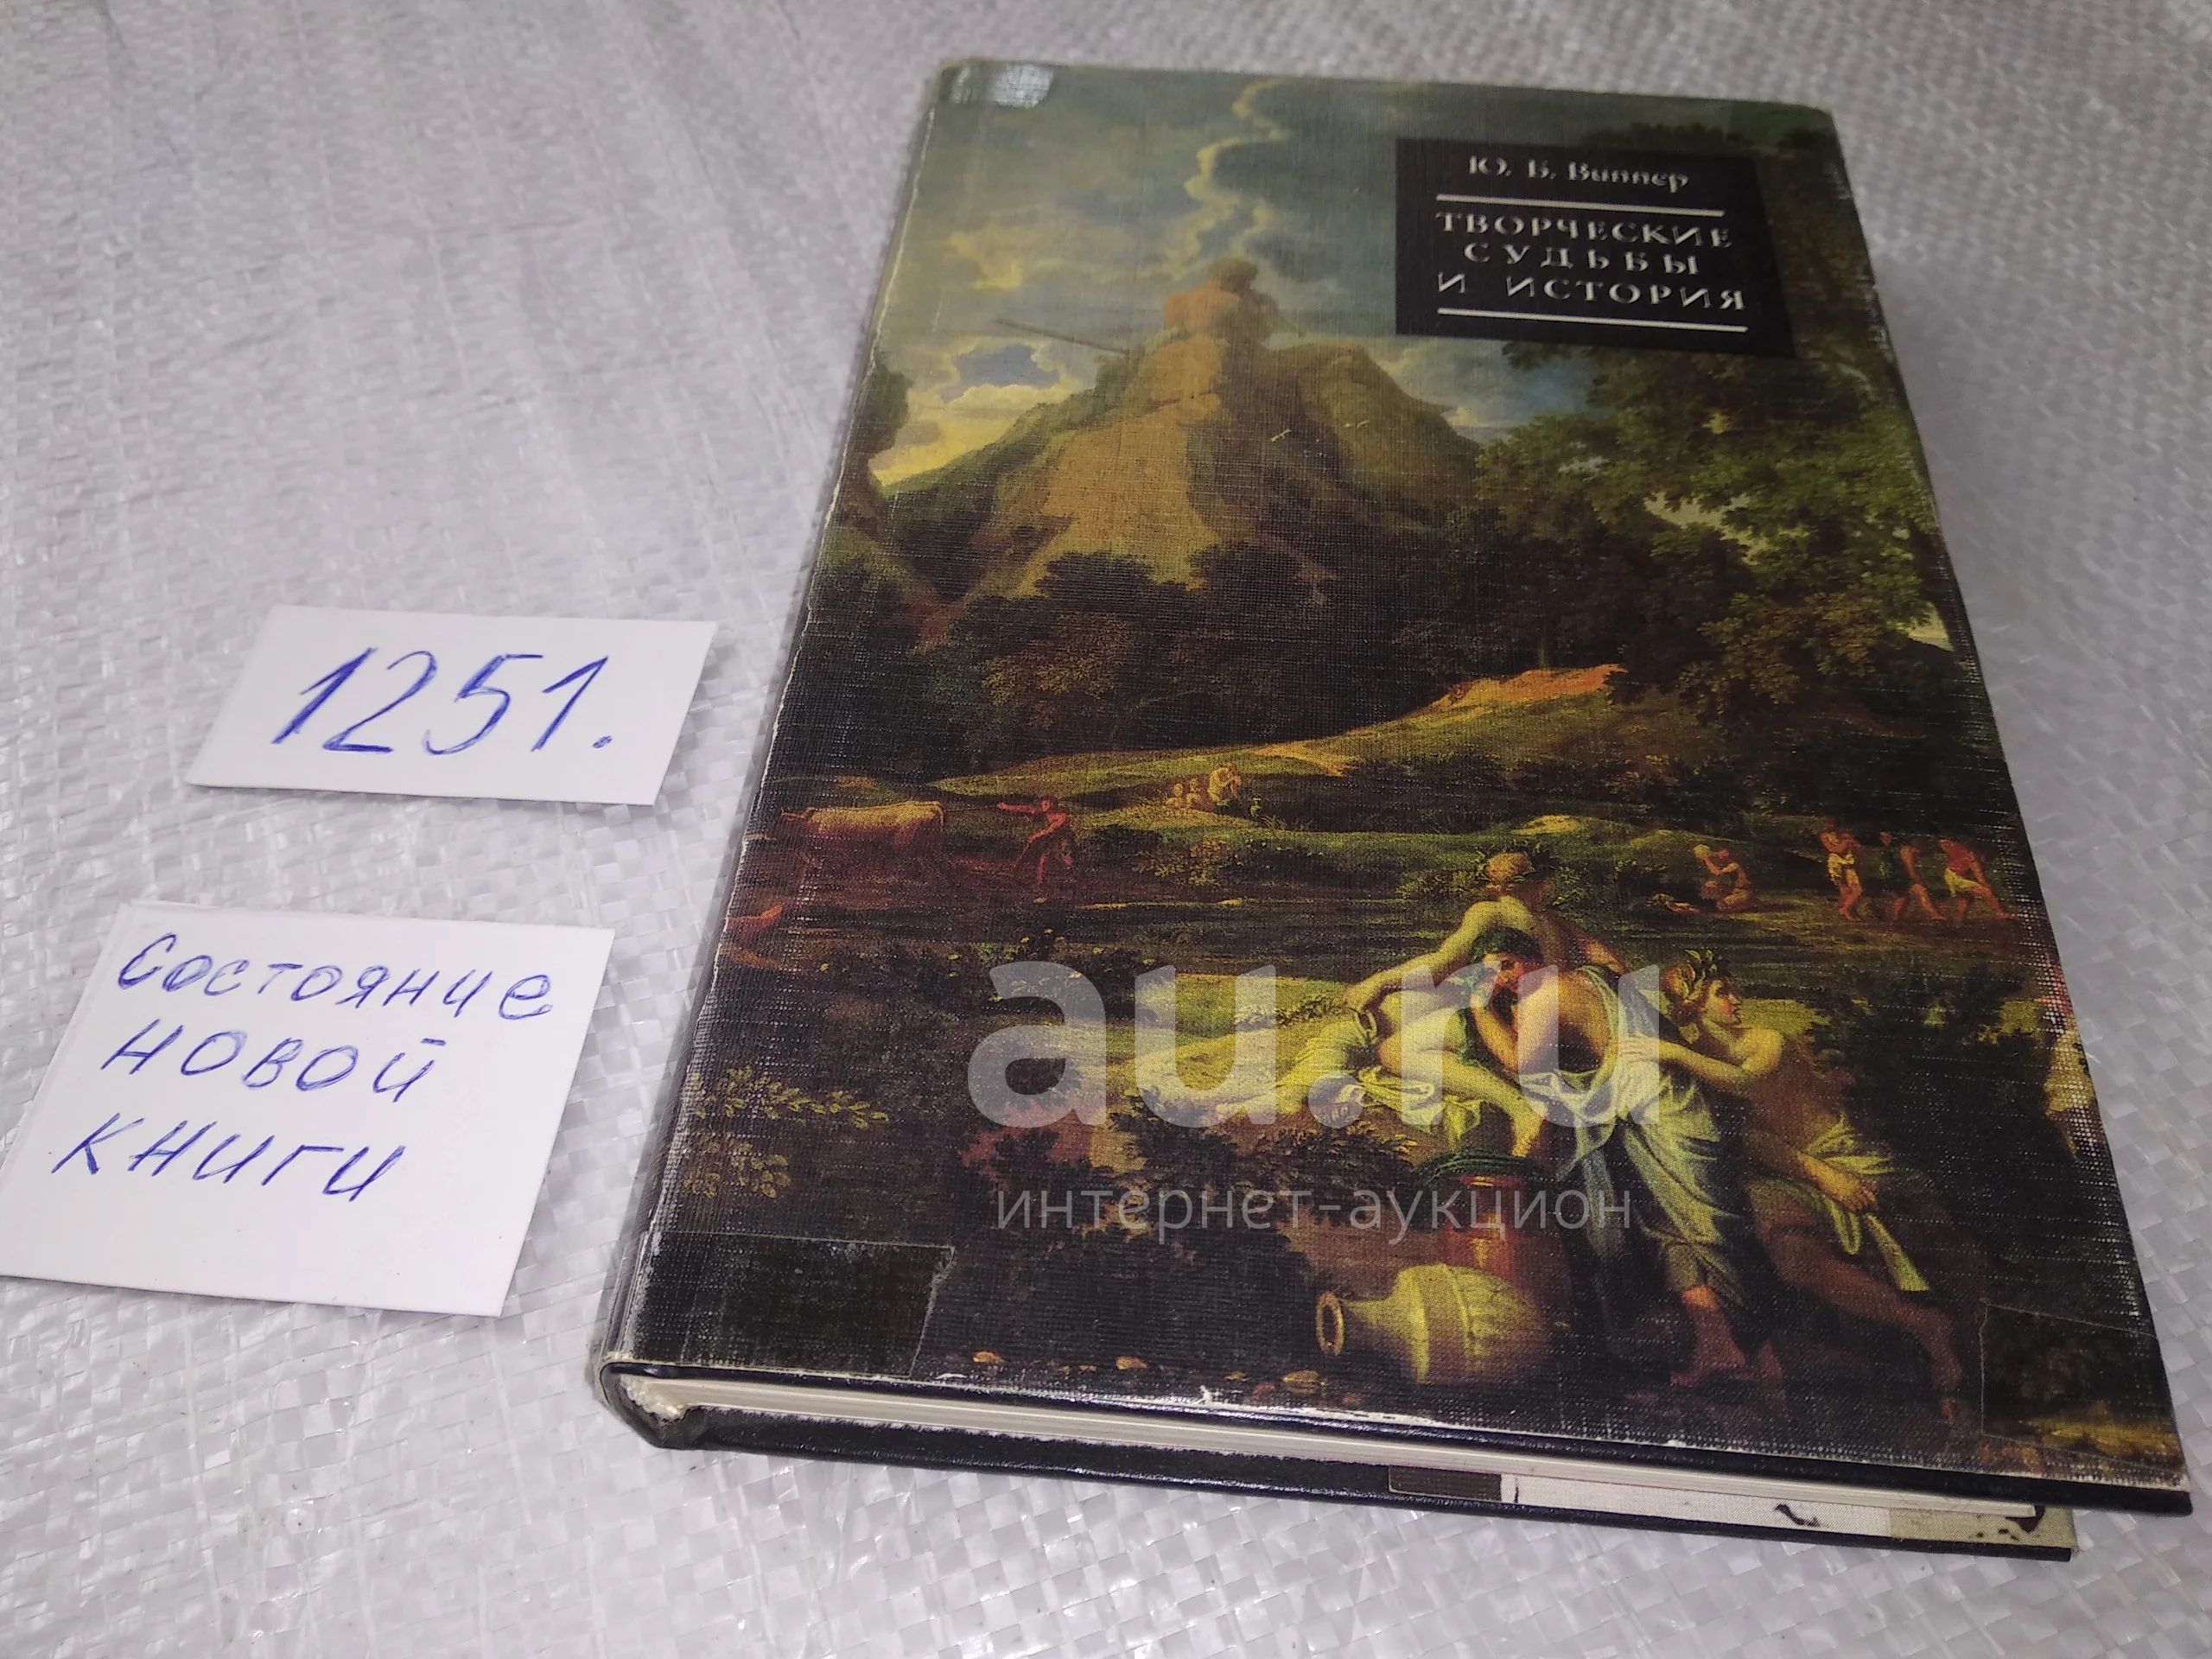 Ю. Б. Виппер
ТВОРЧЕСКИЕ
СУДЬБЫ
И ИСТОРИЯ
1251.
Состояние
новой
книги
au.ru
интернет-аукцион